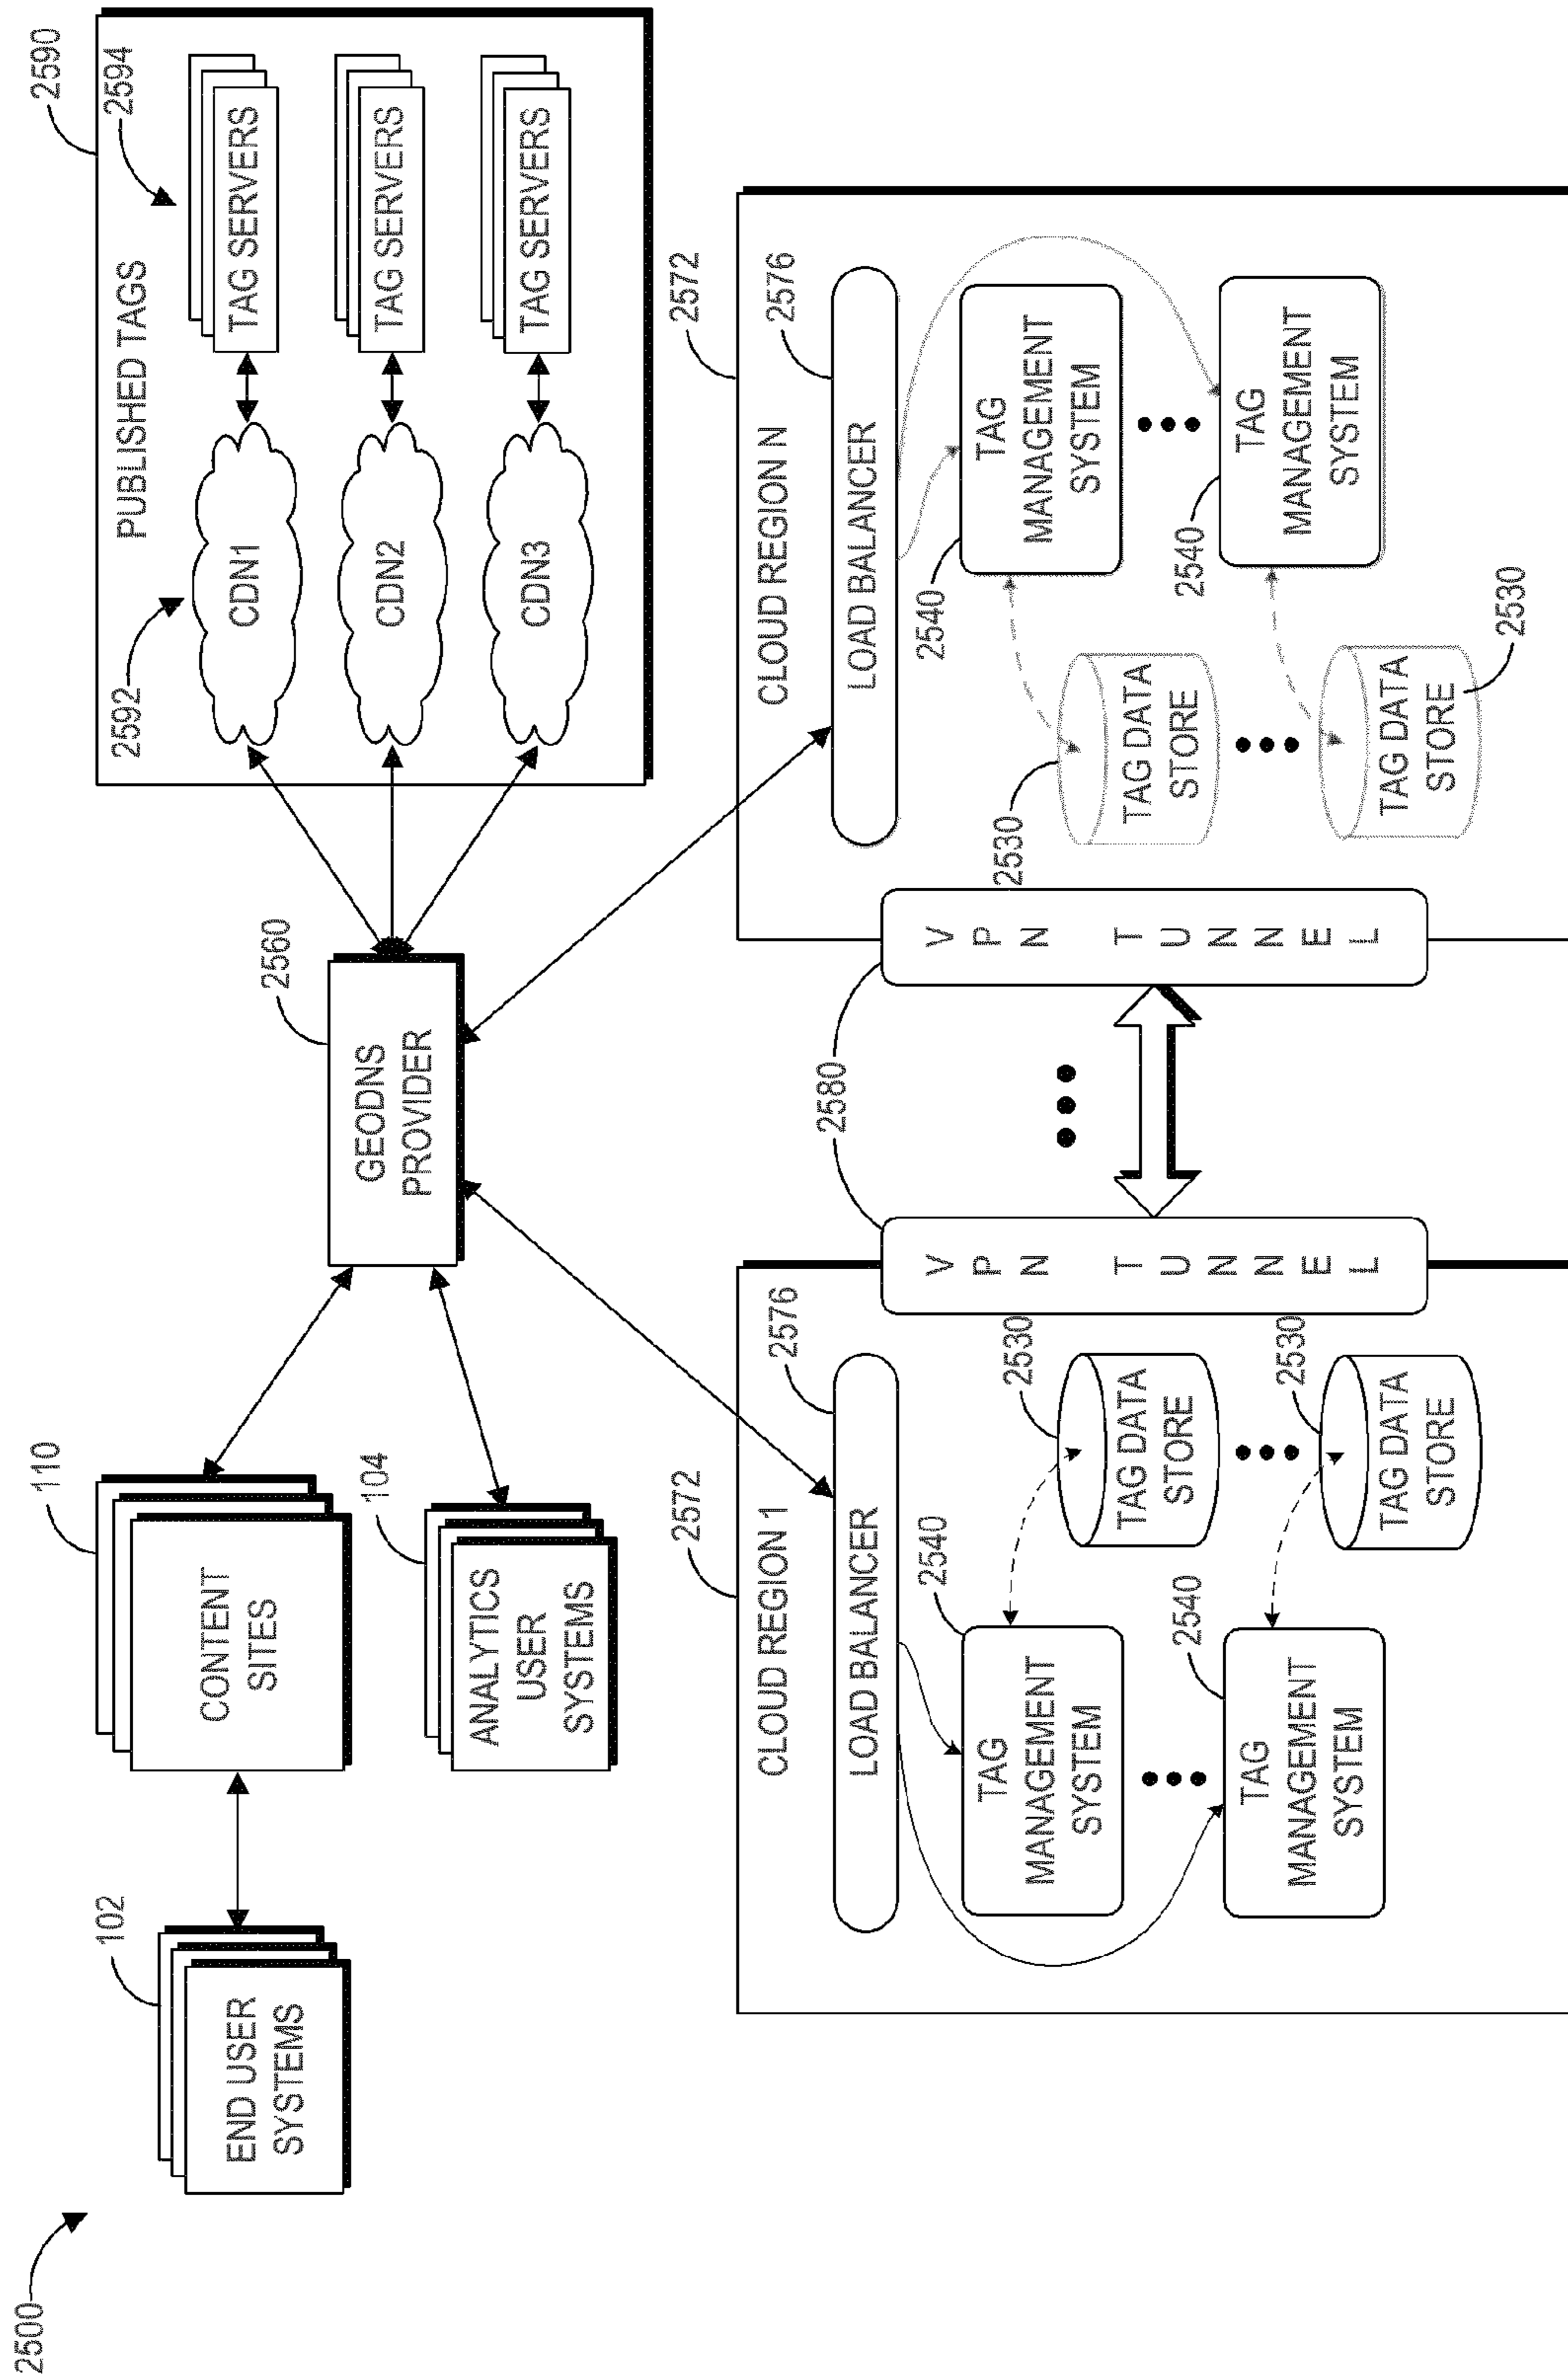 2500
102
END USER
SYSTEMS
110
CONTENT
SITES
104
ANALYTICS
USER
SYSTEMS
2560
GEODNS
PROVIDER
2590
PUBLISHED TAGS
2592
2594
CDN1
TAG SERVERS
CDN2
TAG SERVERS
CDN3
TAG SERVERS
2572
CLOUD REGION 1
2576
LOAD BALANCER
2540
TAG
MANAGEMENT
SYSTEM
2530
TAG DATA
STORE
2540
TAG
MANAGEMENT
SYSTEM
2530
TAG DATA
STORE
2580
VPN TUNNEL
VPN TUNNEL
2572
CLOUD REGION N
2576
LOAD BALANCER
2530
TAG DATA
STORE
2540
TAG
MANAGEMENT
SYSTEM
TAG DATA
STORE
2530
2540
TAG
MANAGEMENT
SYSTEM